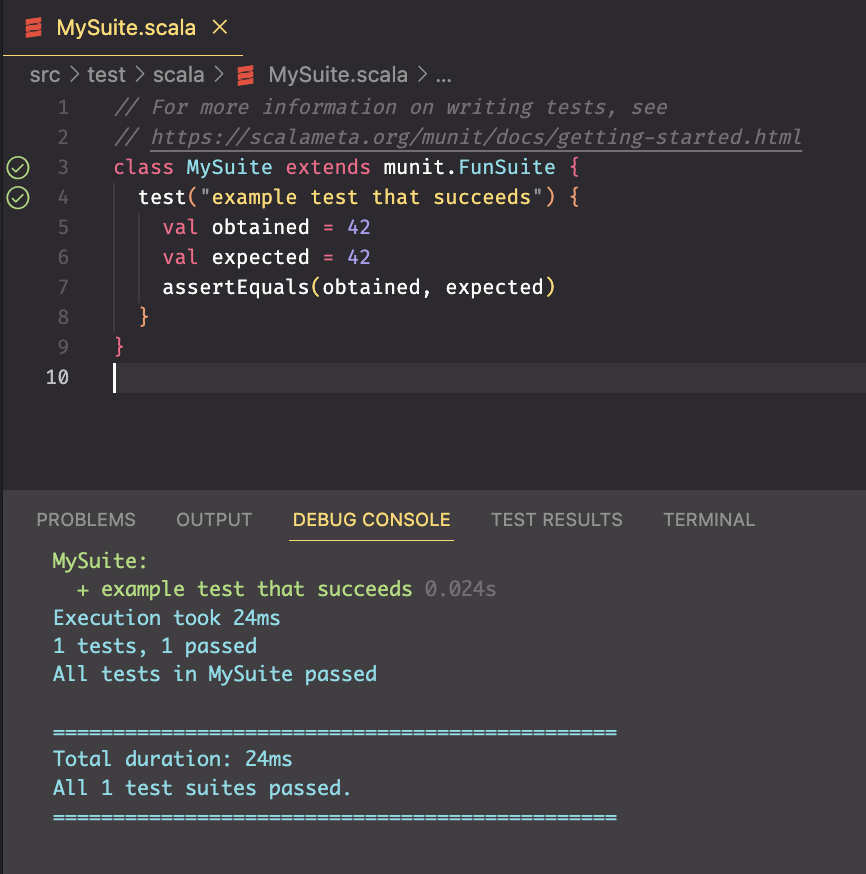 MySuite.scala ×
src > test > scala > MySuite.scala > ...
1 // For more information on writing tests, see
2 // https://scalameta.org/munit/docs/getting-started.html
3 class MySuite extends munit.FunSuite {
4 test("example test that succeeds") {
5 val obtained = 42
6 val expected = 42
7 assertEquals(obtained, expected)
8 }
9 }
10
PROBLEMS OUTPUT DEBUG CONSOLE TEST RESULTS TERMINAL
MySuite:
+ example test that succeeds 0.024s
Execution took 24ms
1 tests, 1 passed
All tests in MySuite passed
===============================================
Total duration: 24ms
All 1 test suites passed.
===============================================